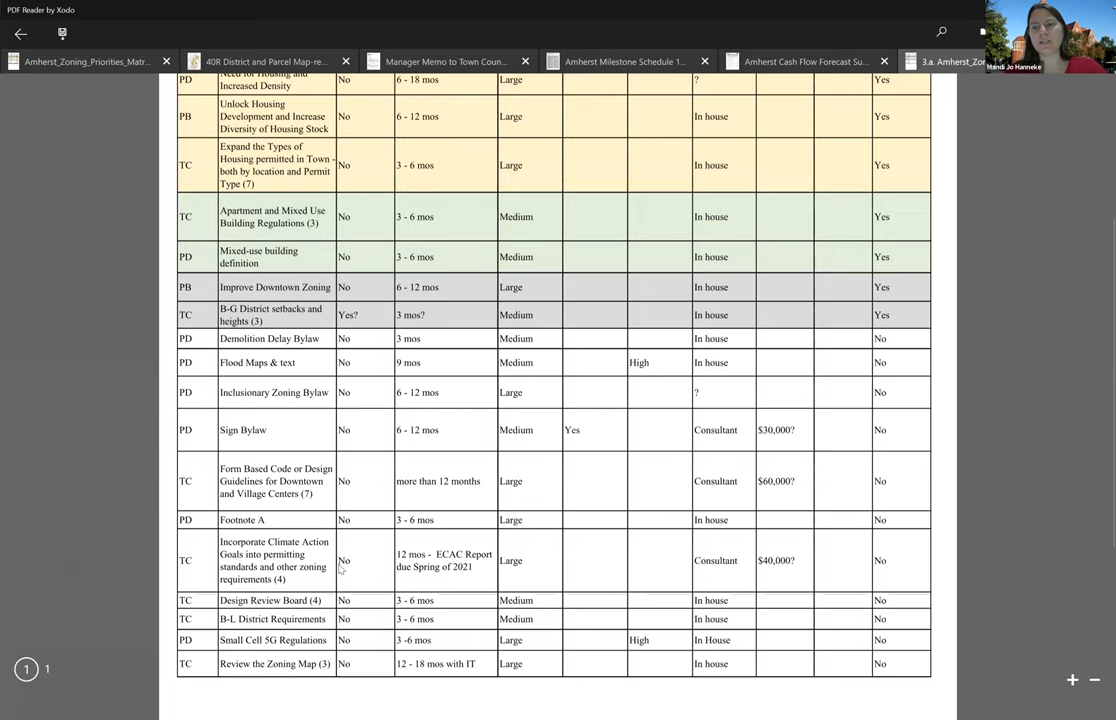 PDF Reader by Xodo
Amherst_Zoning_Priorities_Matr...
40R District and Parcel Map-re...
Manager Memo to Town Coun...
Amherst Milestone Schedule 1...
Amherst Cash Flow Forecast Su...
3.a. Amherst_Zon
Mandi Jo Hanneke
PD Need for Housing and No 6 - 18 mos Large ? Yes
Increased Density
PB Unlock Housing No 6 - 12 mos Large In house Yes
Development and Increase
Diversity of Housing Stock
TC Expand the Types of No 3 - 6 mos Large In house Yes
Housing permitted in Town -
both by location and Permit
Type (7)
TC Apartment and Mixed Use No 3 - 6 mos Medium In house Yes
Building Regulations (3)
PD Mixed-use building No 3 - 6 mos Medium In house Yes
definition
PB Improve Downtown Zoning No 6 - 12 mos Large In house Yes
TC B-G District setbacks and Yes? 3 mos? Medium In house Yes
heights (3)
PD Demolition Delay Bylaw No 3 mos Medium In house No
PD Flood Maps & text No 9 mos Medium High In house No
PD Inclusionary Zoning Bylaw No 6 - 12 mos Large ? No
PD Sign Bylaw No 6 - 12 mos Medium Yes Consultant $30,000? No
TC Form Based Code or Design No more than 12 months Large Consultant $60,000? No
Guidelines for Downtown
and Village Centers (7)
PD Footnote A No 3 - 6 mos Large In house No
TC Incorporate Climate Action No 12 mos - ECAC Report Large Consultant $40,000? No
Goals into permitting due Spring of 2021
standards and other zoning
requirements (4)
TC Design Review Board (4) No 3 - 6 mos Medium In house No
TC B-L District Requirements No 3 - 6 mos Medium In house No
PD Small Cell 5G Regulations No 3 -6 mos Large High In House No
TC Review the Zoning Map (3) No 12 - 18 mos with IT Large In house No
1 1